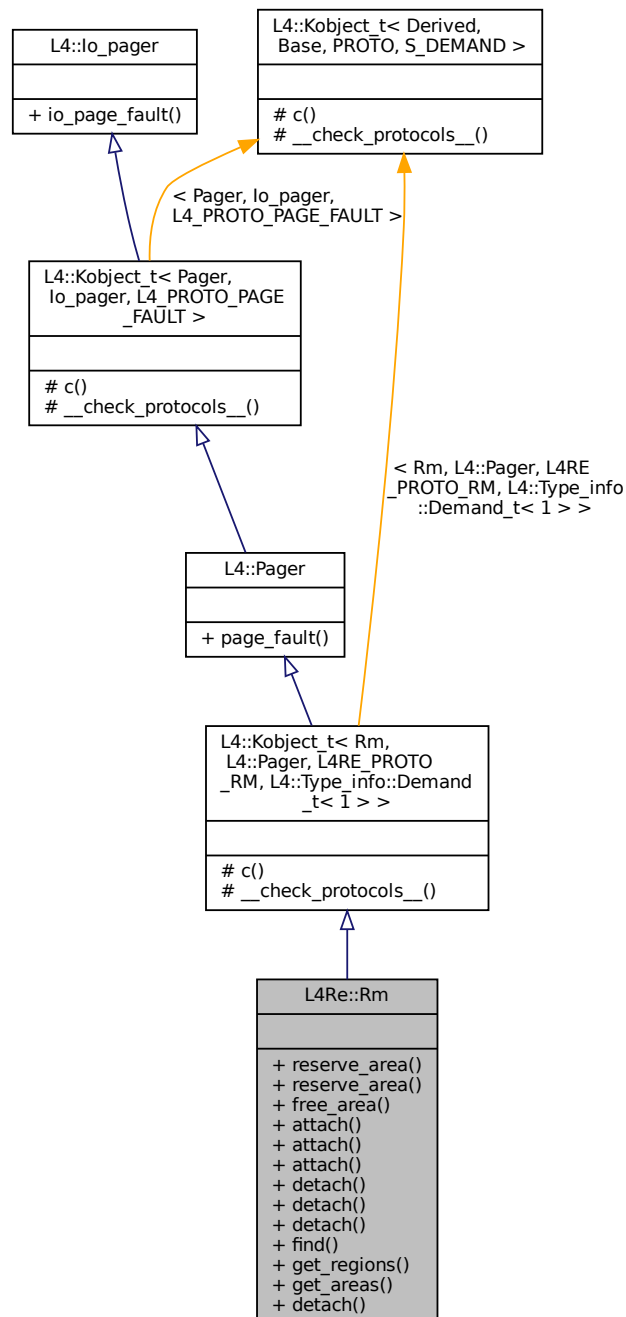 L4::Io_pager
+ io_page_fault()
L4::Kobject_t< Derived,
Base, PROTO, S_DEMAND >
# c()
# __check_protocols__()
< Pager, Io_pager,
L4_PROTO_PAGE_FAULT >
L4::Kobject_t< Pager,
Io_pager, L4_PROTO_PAGE
_FAULT >
# c()
# __check_protocols__()
< Rm, L4::Pager, L4RE
_PROTO_RM, L4::Type_info
::Demand_t< 1 > >
L4::Pager
+ page_fault()
L4::Kobject_t< Rm,
L4::Pager, L4RE_PROTO
_RM, L4::Type_info::Demand
_t< 1 > >
# c()
# __check_protocols__()
L4Re::Rm
+ reserve_area()
+ reserve_area()
+ free_area()
+ attach()
+ attach()
+ attach()
+ detach()
+ detach()
+ detach()
+ find()
+ get_regions()
+ get_areas()
+ detach()